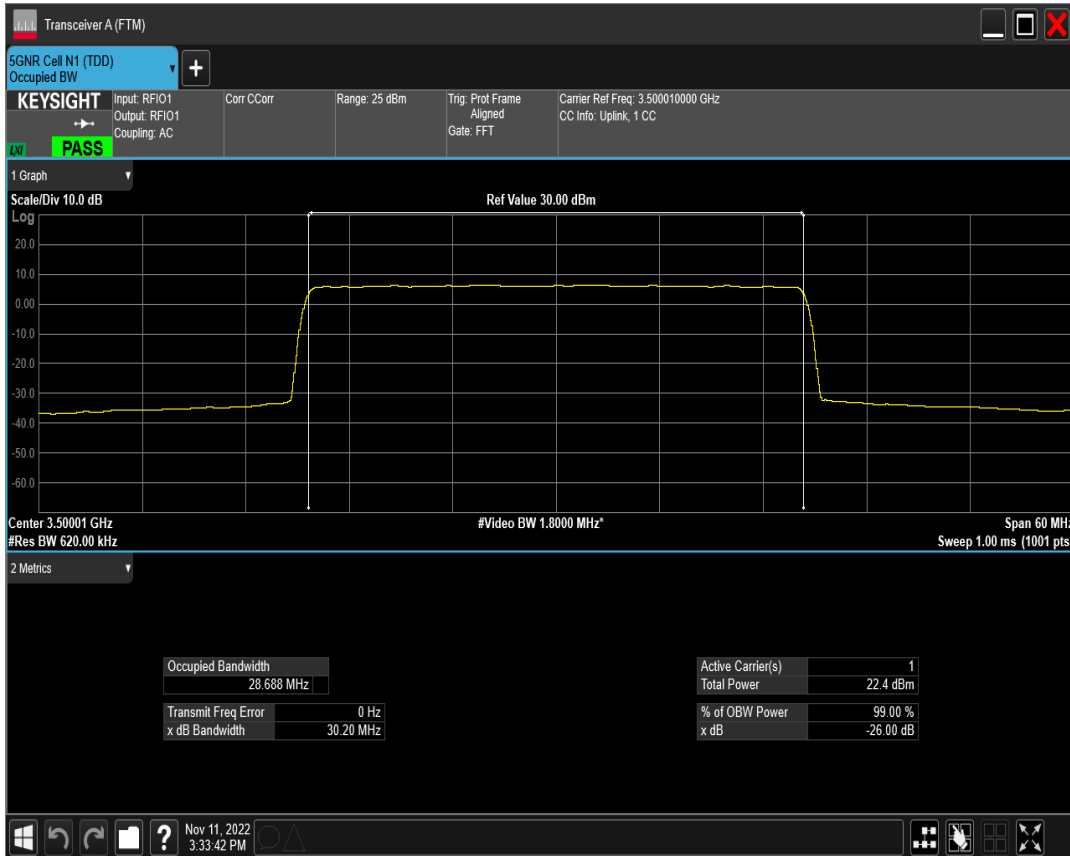 Transceiver A (FTM)
5GNR Cell N1 (TDD)
Occupied BW
+
KEYSIGHT
LXI
PASS
Input: RFIO1
Output: RFIO1
Coupling: AC
Corr CCorr
Range: 25 dBm
Trig: Prot Frame
Aligned
Gate: FFT
Carrier Ref Freq: 3.500010000 GHz
CC Info: Uplink, 1 CC
1 Graph
Scale/Div 10.0 dB
Ref Value 30.00 dBm
Log
20.0
10.0
0.00
-10.0
-20.0
-30.0
-40.0
-50.0
-60.0
Center 3.50001 GHz
#Video BW 1.8000 MHz*
Span 60 MHz
#Res BW 620.00 kHz
Sweep 1.00 ms (1001 pts
2 Metrics
Occupied Bandwidth
28.688 MHz
Transmit Freq Error 0 Hz
x dB Bandwidth 30.20 MHz
Active Carrier(s) 1
Total Power 22.4 dBm
% of OBW Power 99.00 %
x dB -26.00 dB
?
Nov 11, 2022
3:33:42 PM